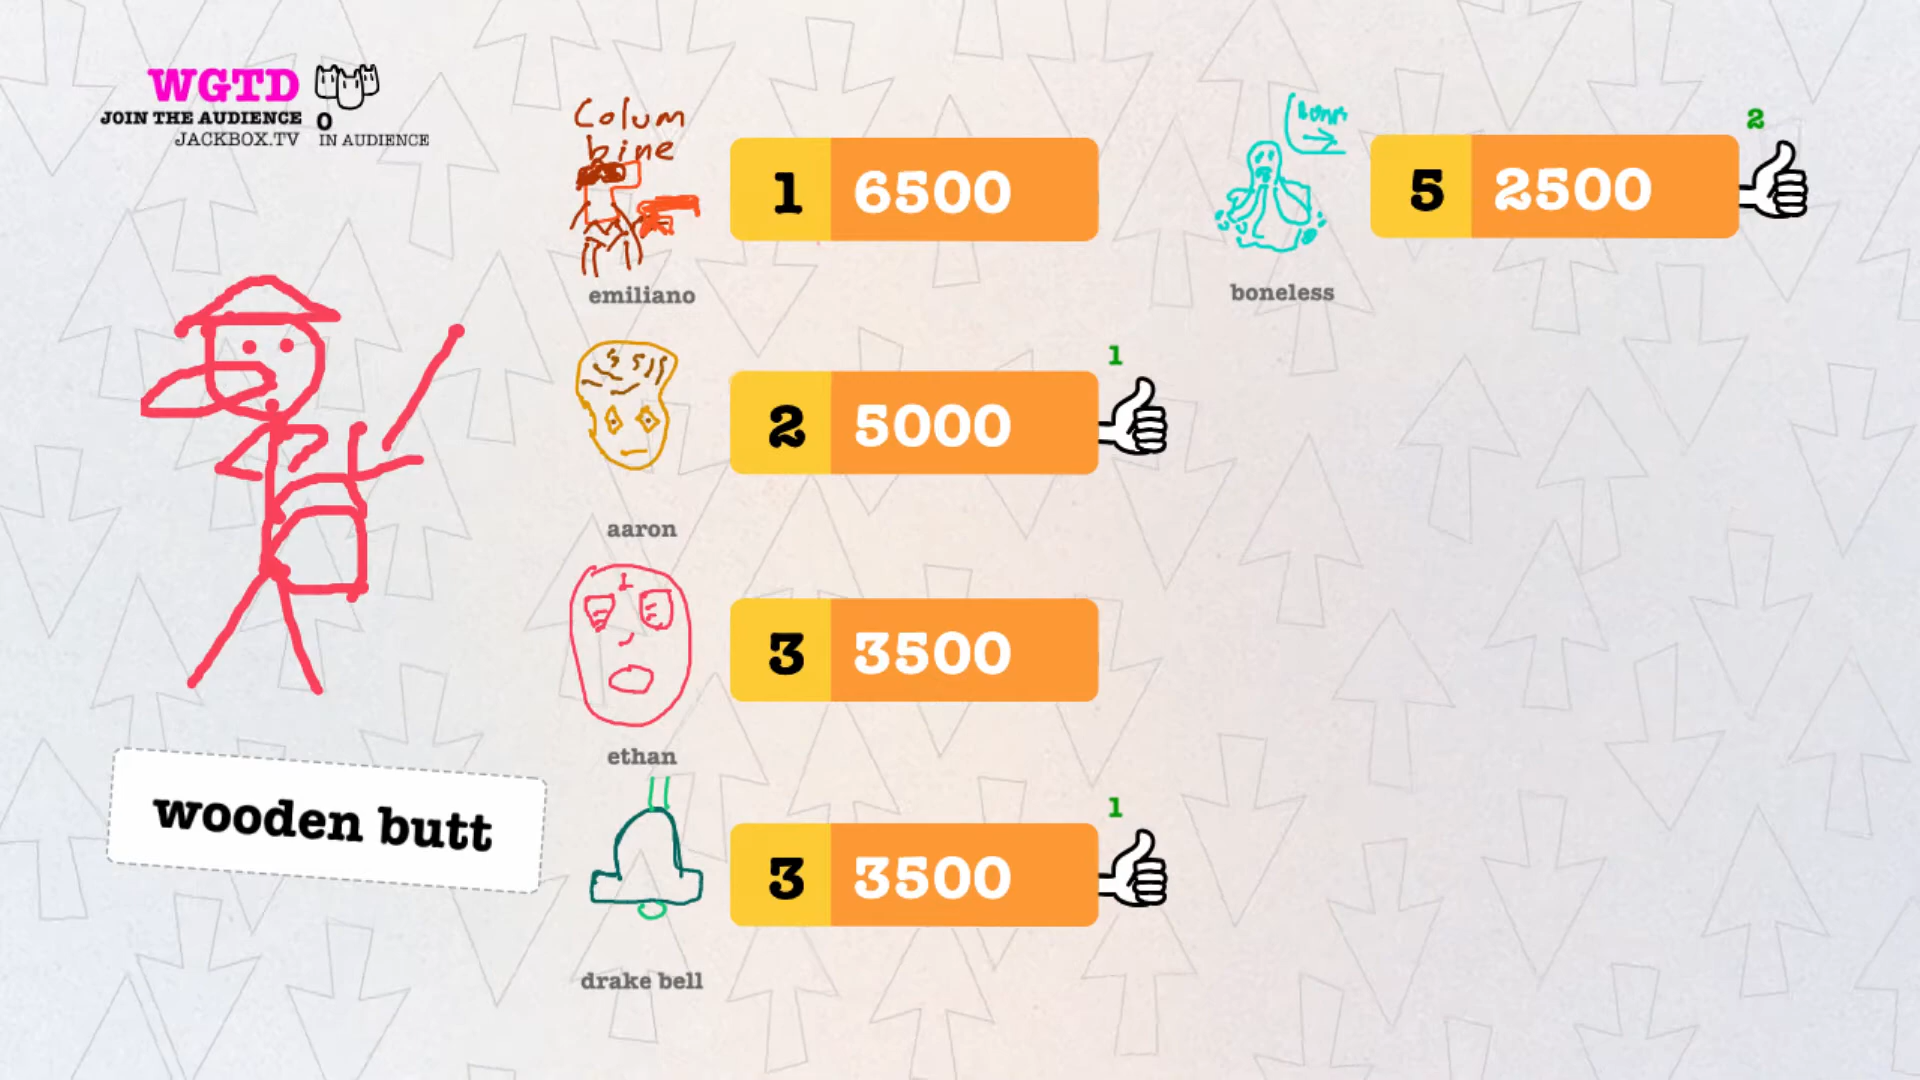 WGTD
JOIN THE AUDIENCE
JACKBOX.TV
0
IN AUDIENCE
Colum
bine
1 6500
emiliano
2 5000
1
aaron
3 3500
ethan
3 3500
1
drake bell
5 2500
2
boneless
wooden butt